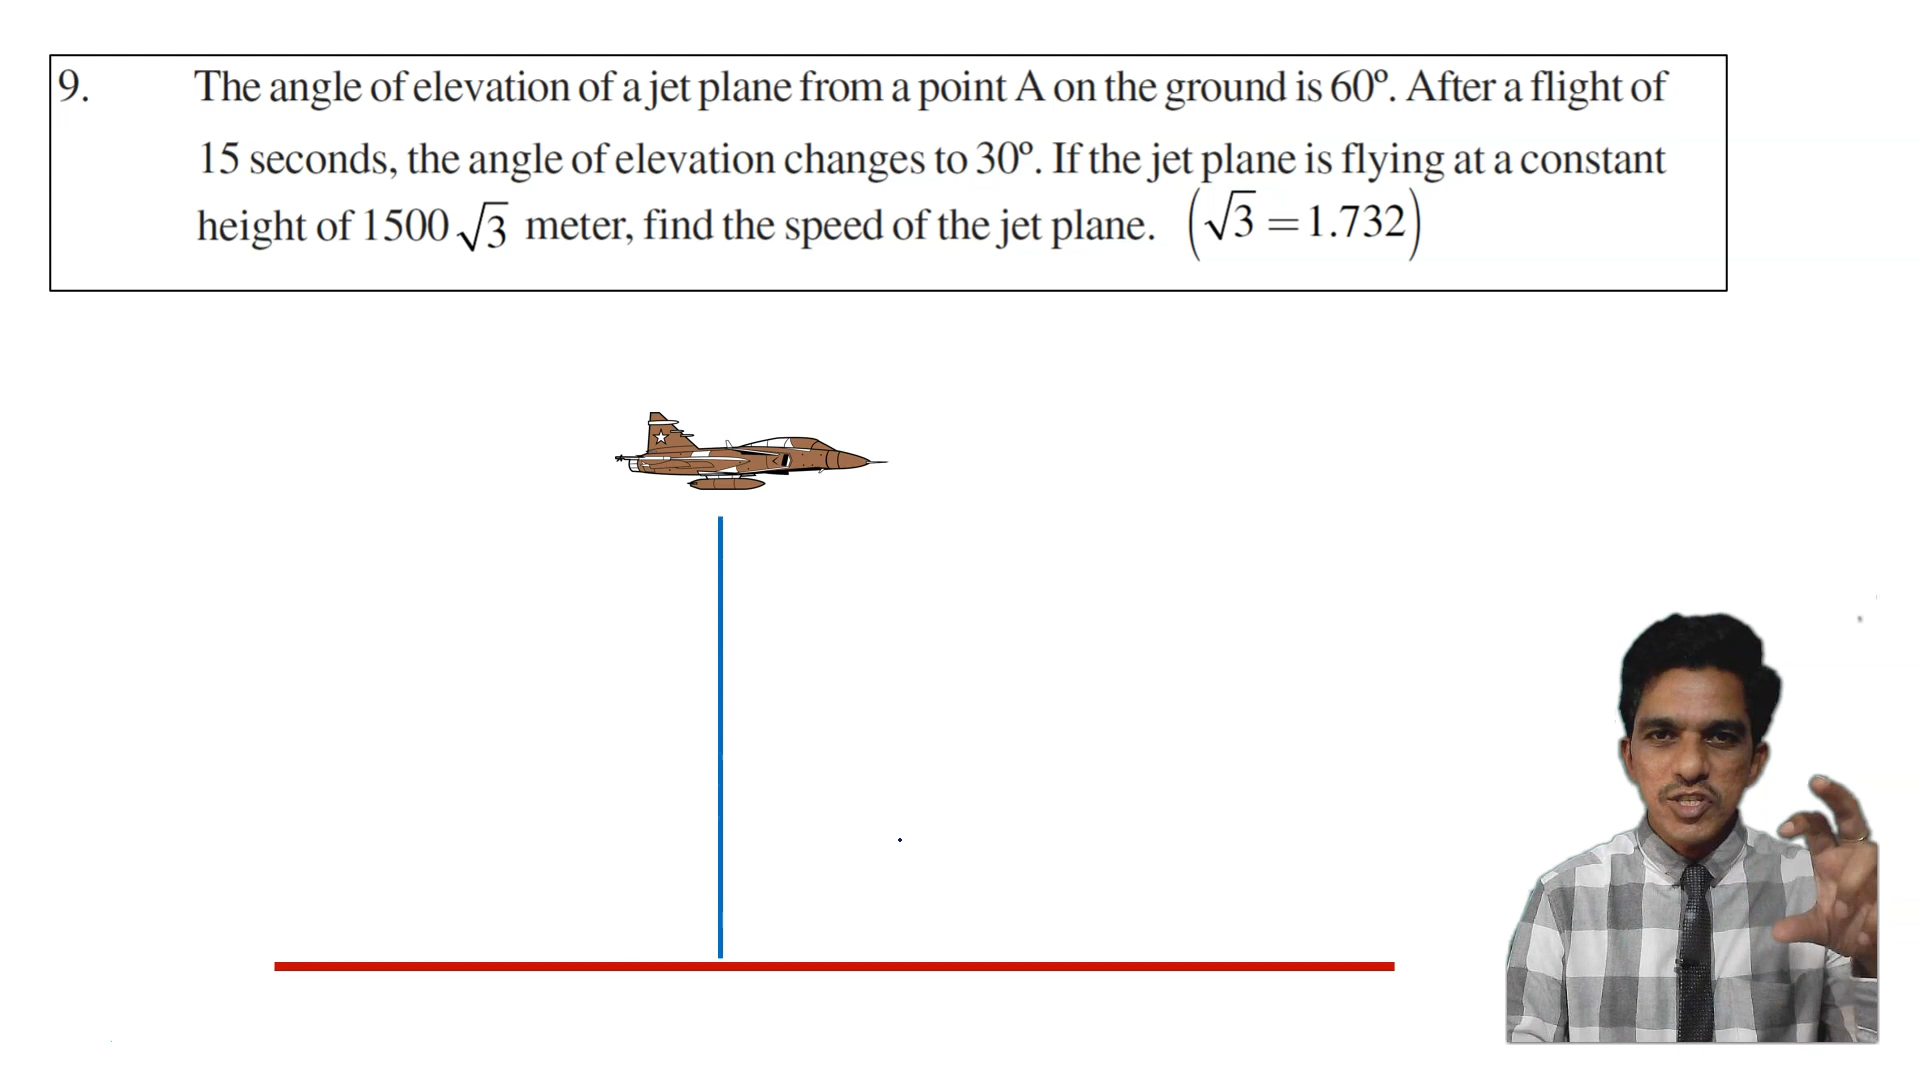 9. The angle of elevation of a jet plane from a point A on the ground is 60º. After a flight of
15 seconds, the angle of elevation changes to 30º. If the jet plane is flying at a constant
height of 1500√3 meter, find the speed of the jet plane. (√3 = 1.732)